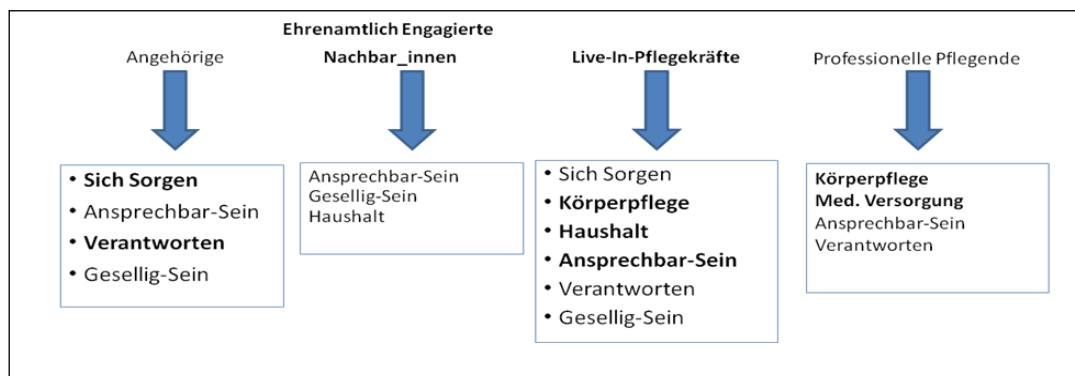 Angehörige
Ehrenamtlich Engagierte
Nachbar_innen
Live-In-Pflegekräfte
Professionelle Pflegende
• Sich Sorgen
• Ansprechbar-Sein
• Verantworten
• Gesellig-Sein
Ansprechbar-Sein
Gesellig-Sein
Haushalt
• Sich Sorgen
• Körperpflege
• Haushalt
• Ansprechbar-Sein
• Verantworten
• Gesellig-Sein
Körperpflege
Med. Versorgung
Ansprechbar-Sein
Verantworten